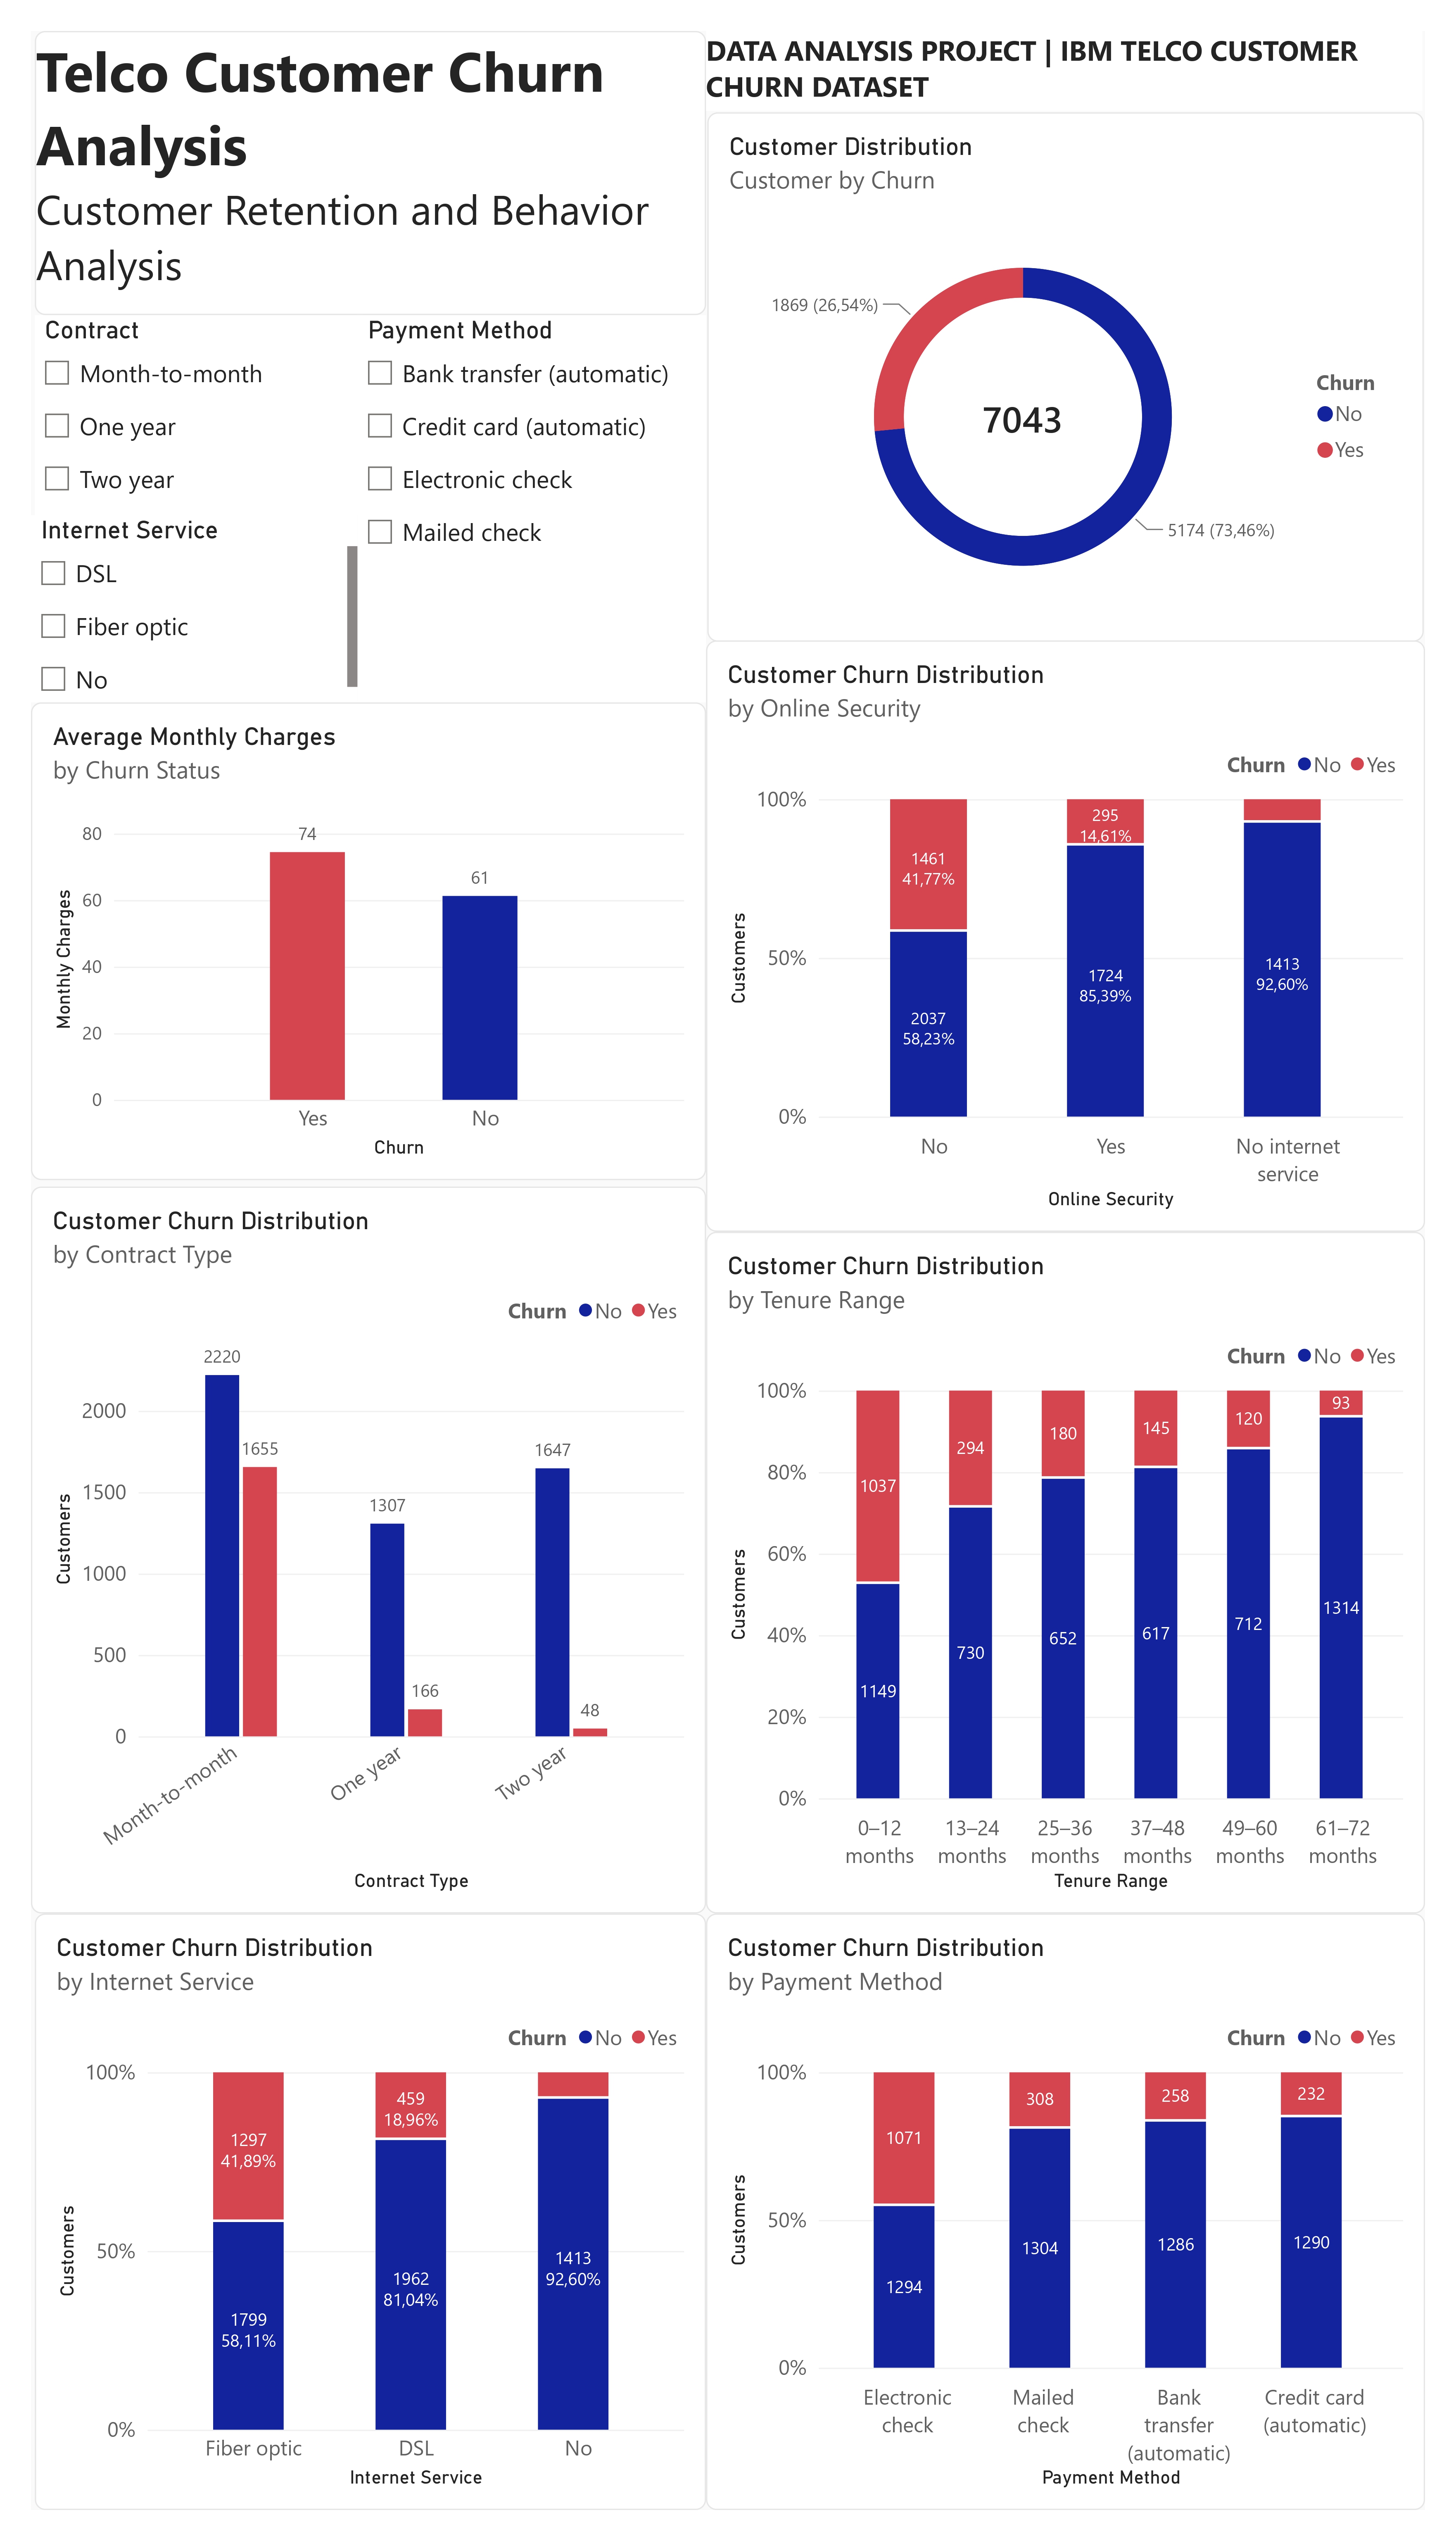 Telco Customer Churn
Analysis
Customer Retention and Behavior
Analysis
DATA ANALYSIS PROJECT | IBM TELCO CUSTOMER
CHURN DATASET
Contract
Month-to-month
One year
Two year
Payment Method
Bank transfer (automatic)
Credit card (automatic)
Electronic check
Mailed check
Internet Service
DSL
Fiber optic
No
Customer Distribution
Customer by Churn
1869 (26,54%)
7043
5174 (73,46%)
Churn
No
Yes
Average Monthly Charges
by Churn Status
Monthly Charges
80
60
40
20
0
74
61
Yes
No
Churn
Customer Churn Distribution
by Online Security
Churn No Yes
Customers
100%
50%
0%
1461
41,77%
2037
58,23%
295
14,61%
1724
85,39%
1413
92,60%
No
Yes
No internet
service
Online Security
Customer Churn Distribution
by Contract Type
Churn No Yes
Customers
2000
1500
1000
500
0
2220
1655
1307
166
1647
48
Month-to-month
One year
Two year
Contract Type
Customer Churn Distribution
by Tenure Range
Churn No Yes
Customers
100%
80%
60%
40%
20%
0%
1037
1149
294
730
180
652
145
617
120
712
93
1314
0–12
months
13–24
months
25–36
months
37–48
months
49–60
months
61–72
months
Tenure Range
Customer Churn Distribution
by Internet Service
Churn No Yes
Customers
100%
50%
0%
1297
41,89%
1799
58,11%
459
18,96%
1962
81,04%
1413
92,60%
Fiber optic
DSL
No
Internet Service
Customer Churn Distribution
by Payment Method
Churn No Yes
Customers
100%
50%
0%
1071
1294
308
1304
258
1286
232
1290
Electronic
check
Mailed
check
Bank
transfer
(automatic)
Credit card
(automatic)
Payment Method